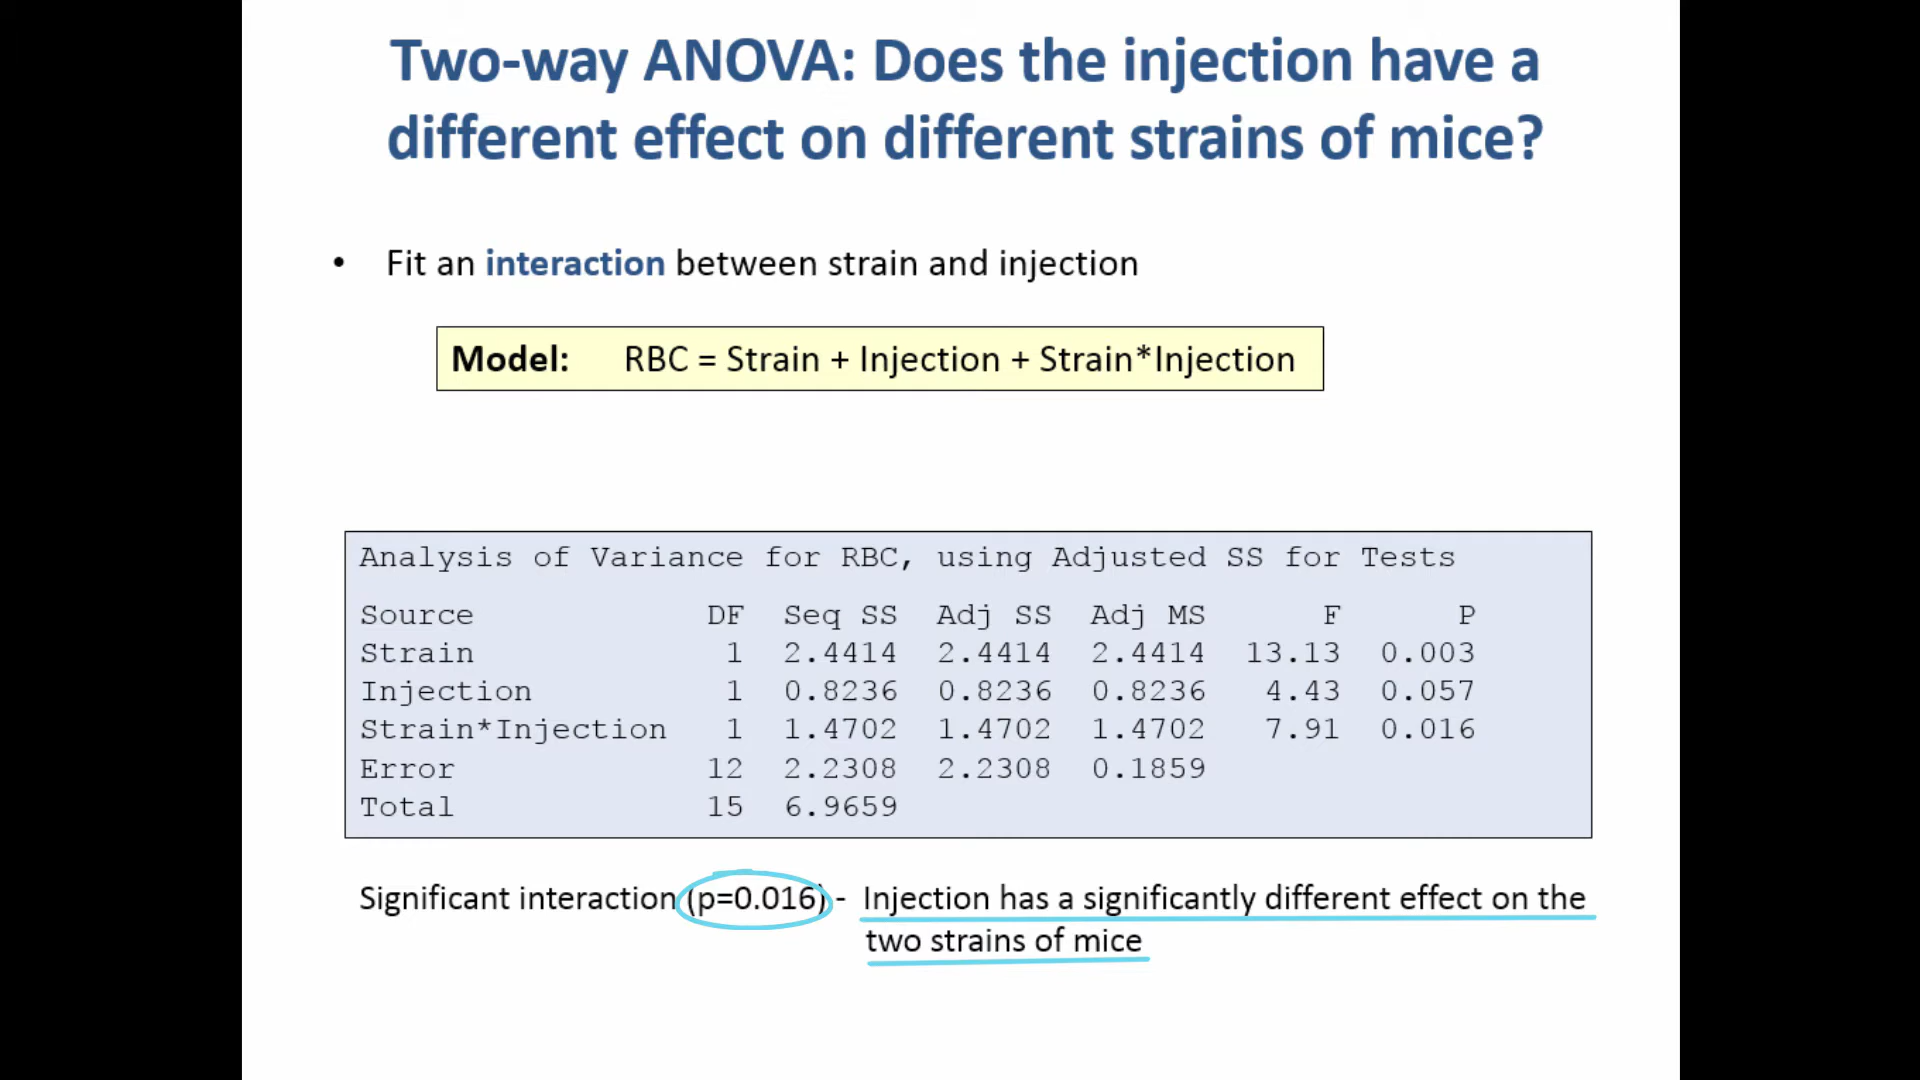 Two-way ANOVA: Does the injection have a
different effect on different strains of mice?
• Fit an interaction between strain and injection
Model: RBC = Strain + Injection + Strain*Injection
Analysis of Variance for RBC, using Adjusted SS for Tests
Source DF Seq SS Adj SS Adj MS F P
Strain 1 2.4414 2.4414 2.4414 13.13 0.003
Injection 1 0.8236 0.8236 0.8236 4.43 0.057
Strain*Injection 1 1.4702 1.4702 1.4702 7.91 0.016
Error 12 2.2308 2.2308 0.1859
Total 15 6.9659
Significant interaction (p=0.016) - Injection has a significantly different effect on the
two strains of mice